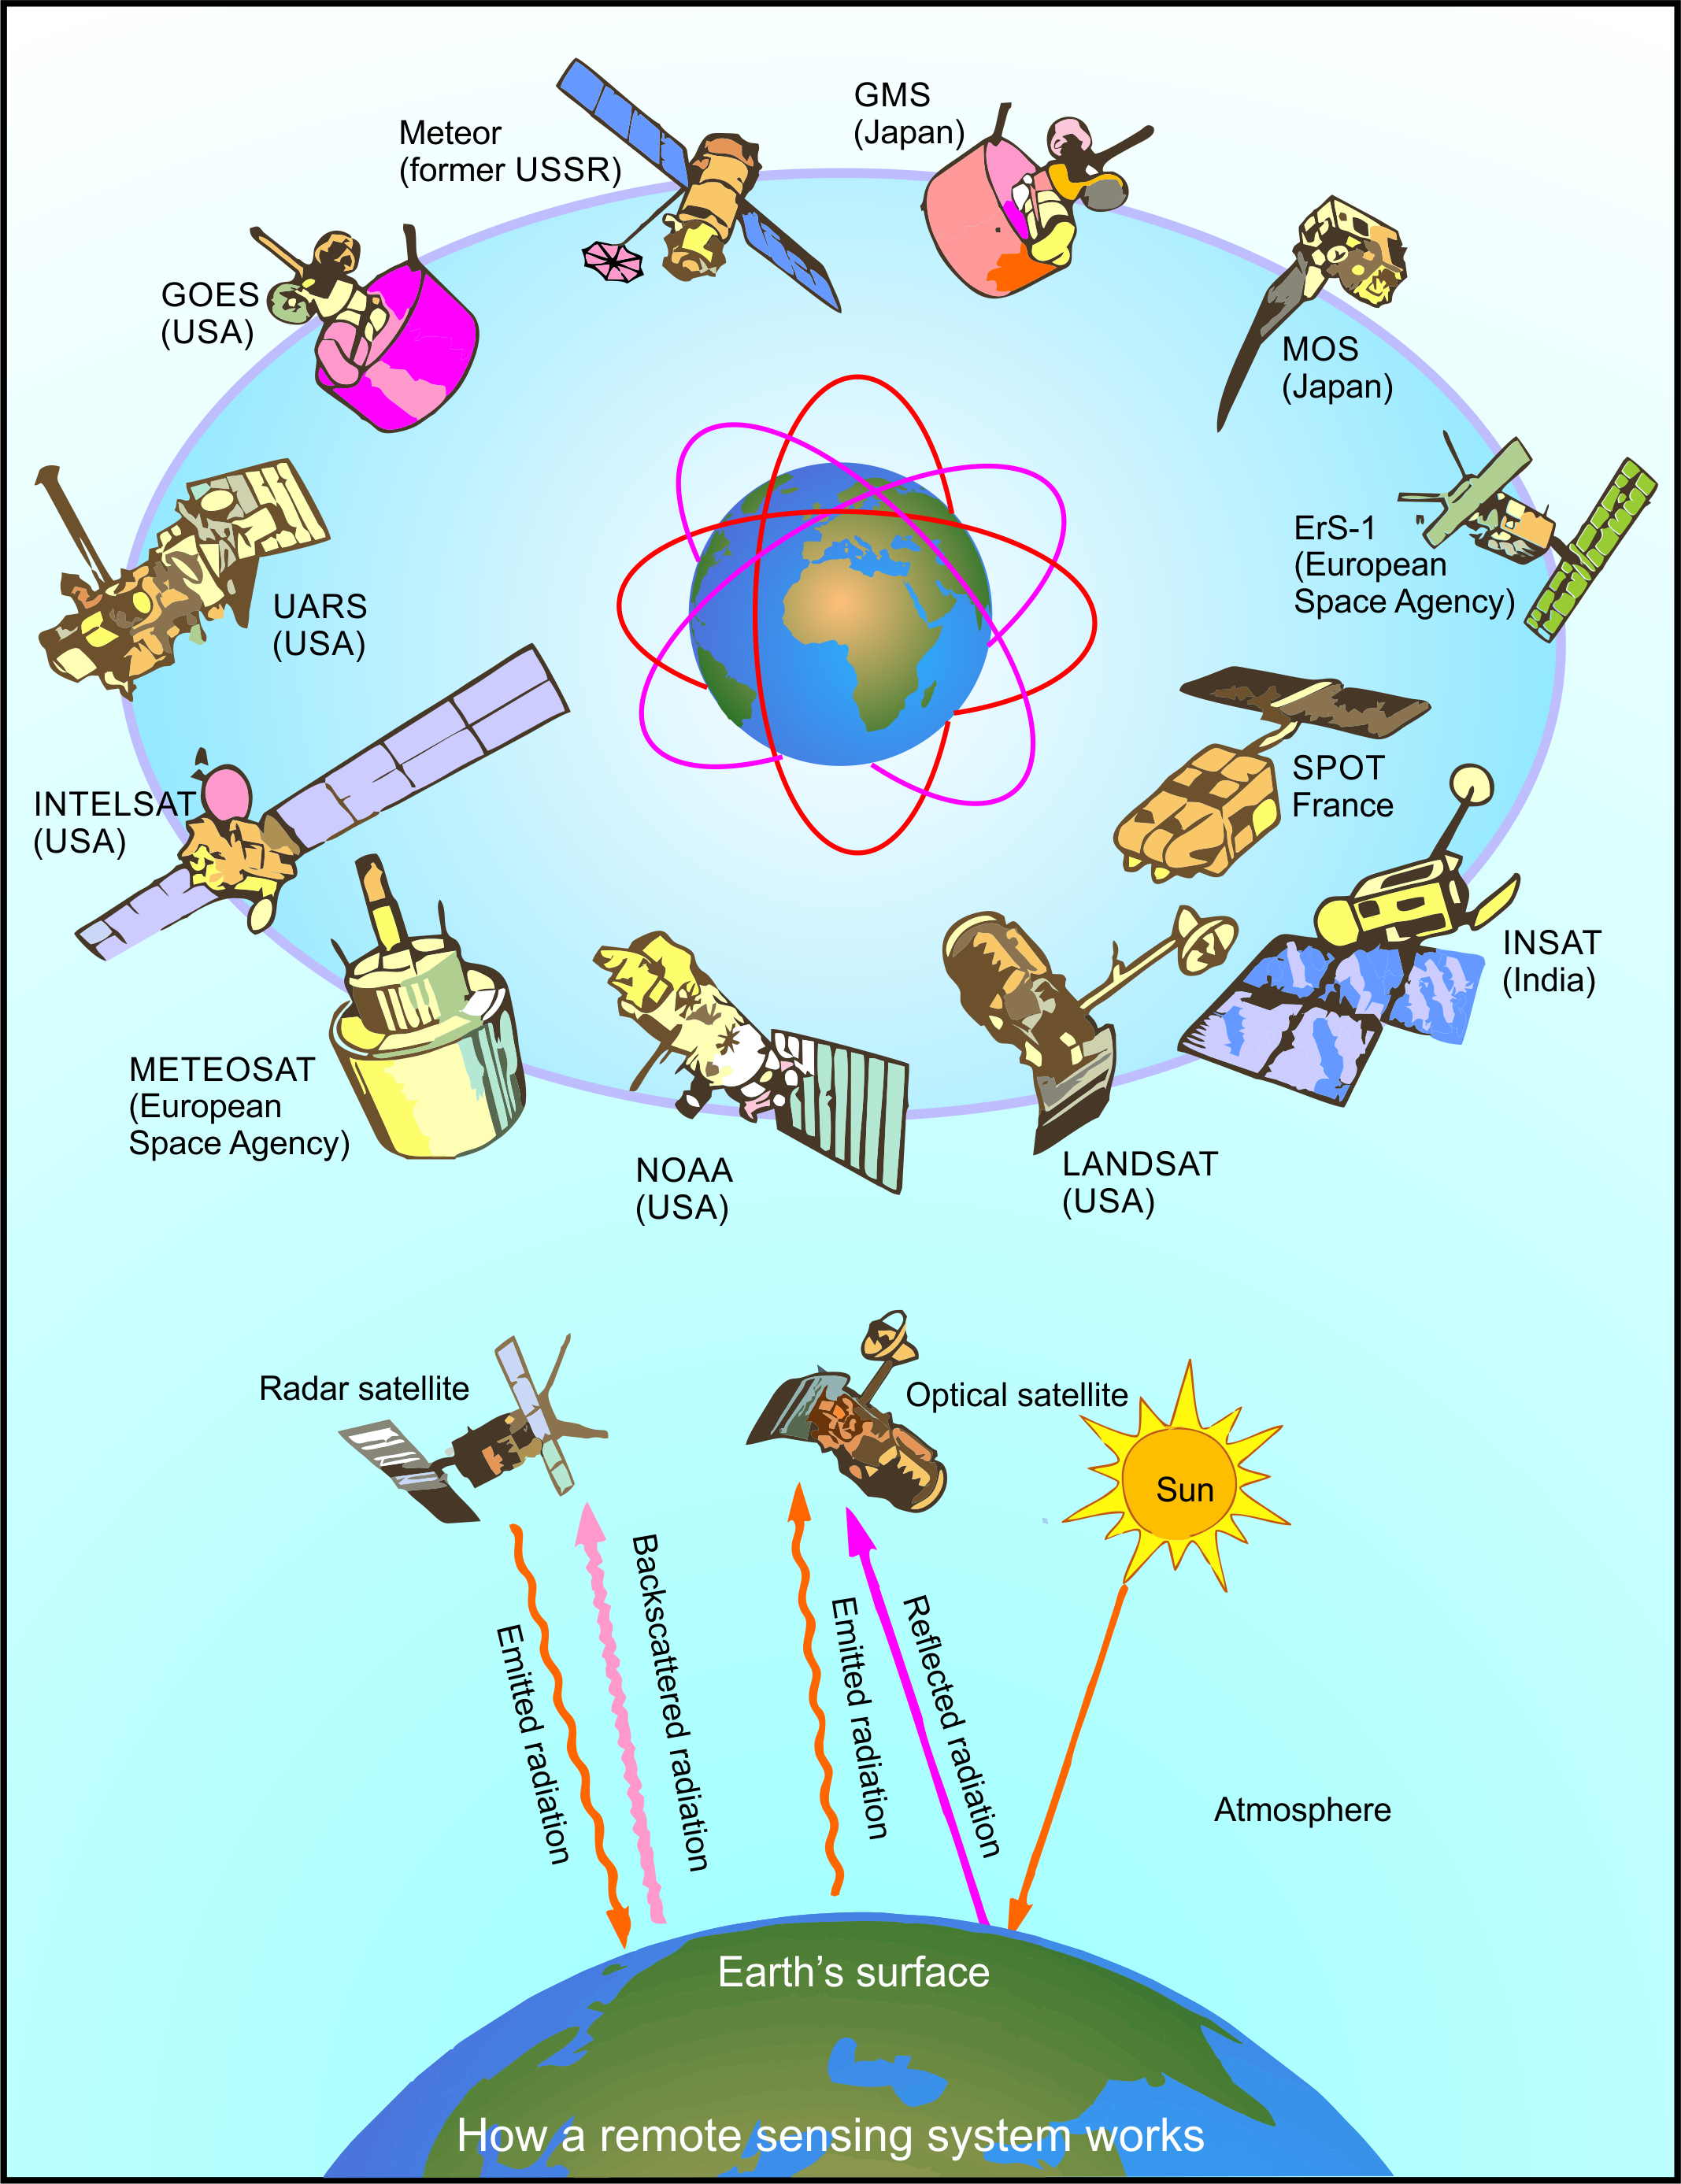 GMS
(Japan)
Meteor
(former USSR)
GOES
(USA)
MOS
(Japan)
ErS-1
(European
Space Agency)
UARS
(USA)
SPOT
France
INTELSAT
(USA)
INSAT
(India)
METEOSAT
(European
Space Agency)
NOAA
(USA)
LANDSAT
(USA)
Radar satellite
Optical satellite
Sun
Emitted radiation
Backscattered radiation
Emitted radiation
Reflected radiation
Atmosphere
Earth’s surface
How a remote sensing system works